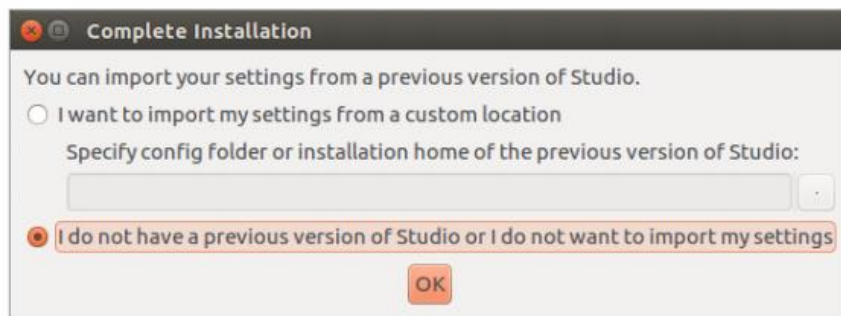 Complete Installation
You can import your settings from a previous version of Studio.
I want to import my settings from a custom location
Specify config folder or installation home of the previous version of Studio:
.
I do not have a previous version of Studio or I do not want to import my settings
OK